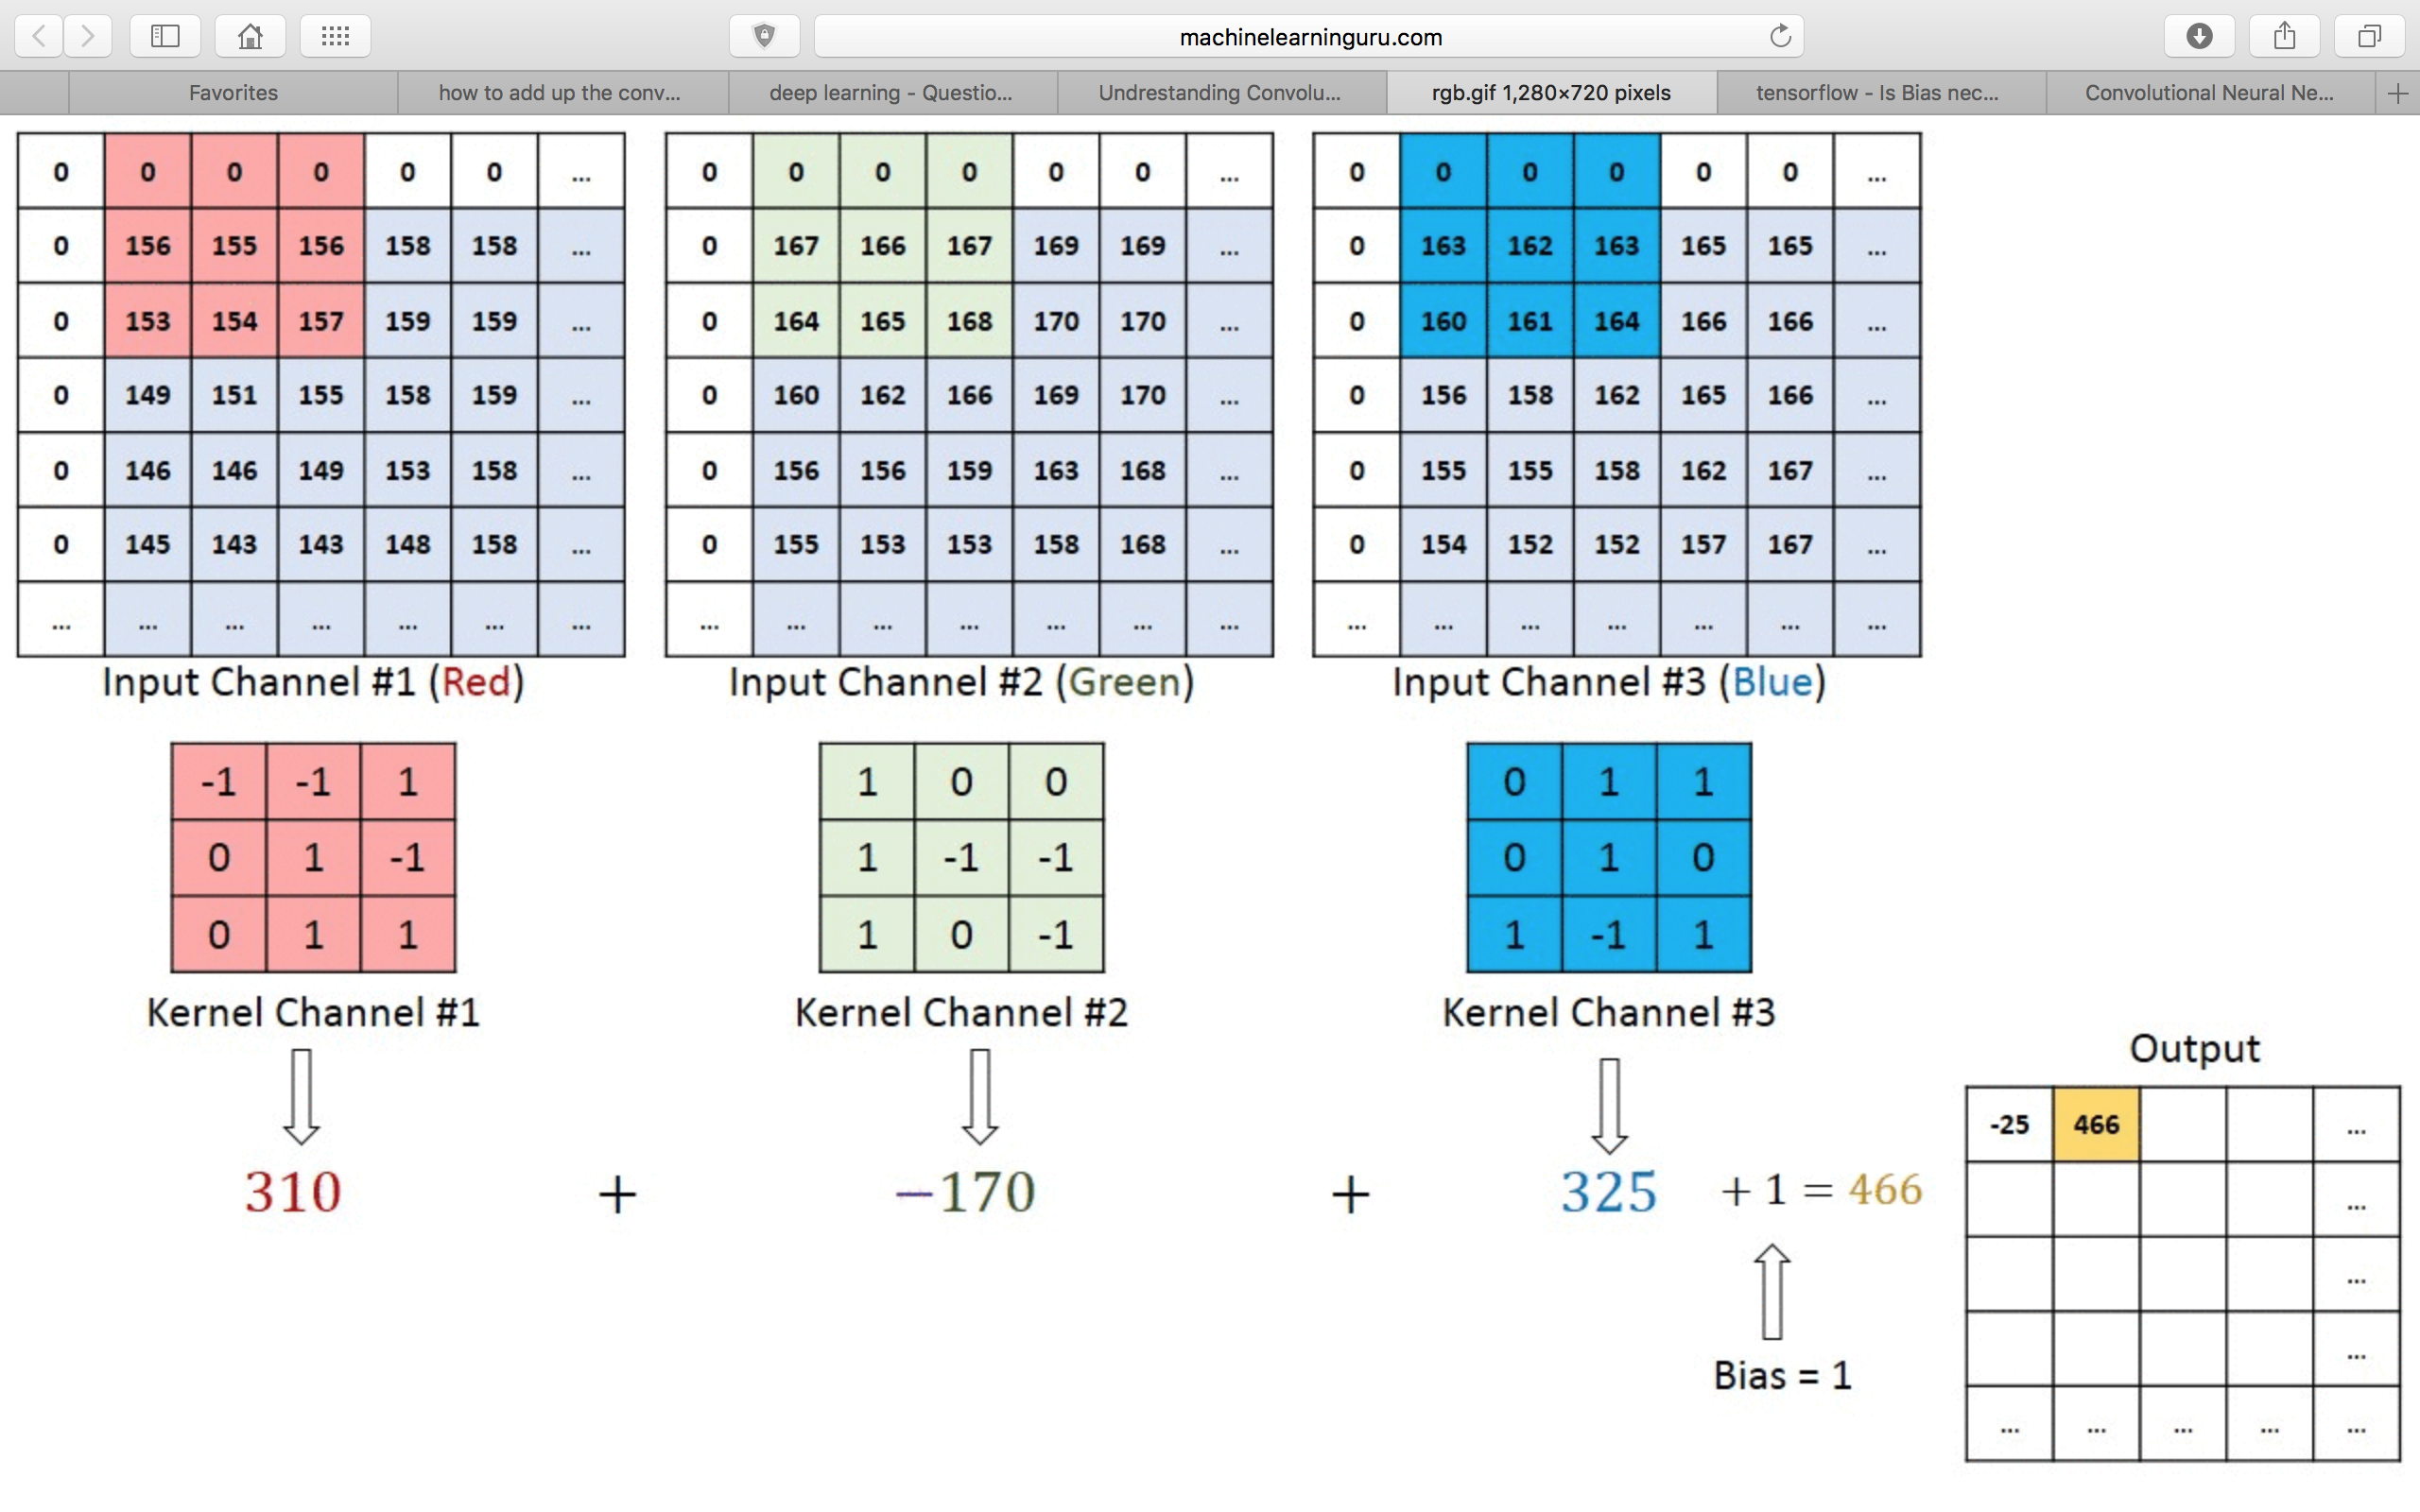 machinelearninguru.com
Favorites
how to add up the conv...
deep learning - Questio...
Undrestanding Convolu...
rgb.gif 1,280×720 pixels
tensorflow - Is Bias nec...
Convolutional Neural Ne...
0 0 0 0 0 0 ...
0 156 155 156 158 158 ...
0 153 154 157 159 159 ...
0 149 151 155 158 159 ...
0 146 146 149 153 158 ...
0 145 143 143 148 158 ...
... ... ... ... ... ... ...
Input Channel #1 (Red)
0 0 0 0 0 0 ...
0 167 166 167 169 169 ...
0 164 165 168 170 170 ...
0 160 162 166 169 170 ...
0 156 156 159 163 168 ...
0 155 153 153 158 168 ...
... ... ... ... ... ... ...
Input Channel #2 (Green)
0 0 0 0 0 0 ...
0 163 162 163 165 165 ...
0 160 161 164 166 166 ...
0 156 158 162 165 166 ...
0 155 155 158 162 167 ...
0 154 152 152 157 167 ...
... ... ... ... ... ... ...
Input Channel #3 (Blue)
-1 -1 1
0 1 -1
0 1 1
Kernel Channel #1
1 0 0
1 -1 -1
1 0 -1
Kernel Channel #2
0 1 1
0 1 0
1 -1 1
Kernel Channel #3
310 + −170 + 325 + 1 = 466
Bias = 1
Output
-25 466 ...
...
...
...
... ... ... ... ...